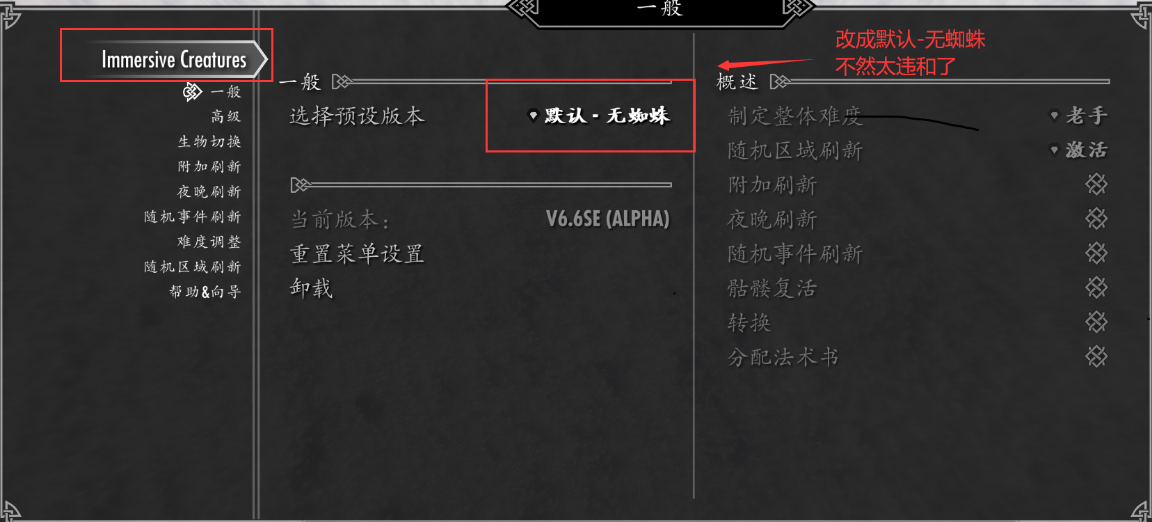 一般
Immersive Creatures
一般
高级
生物切换
附加刷新
夜晚刷新
随机事件刷新
难度调整
随机区域刷新
帮助&向导
一般
选择预设版本
默认 - 无蜘蛛
当前版本:
V6.6SE (ALPHA)
重置菜单设置
卸载
改成默认-无蜘蛛
不然太违和了
概述
制定整体难度
老手
随机区域刷新
激活
附加刷新
夜晚刷新
随机事件刷新
骷髅复活
转换
分配法术书